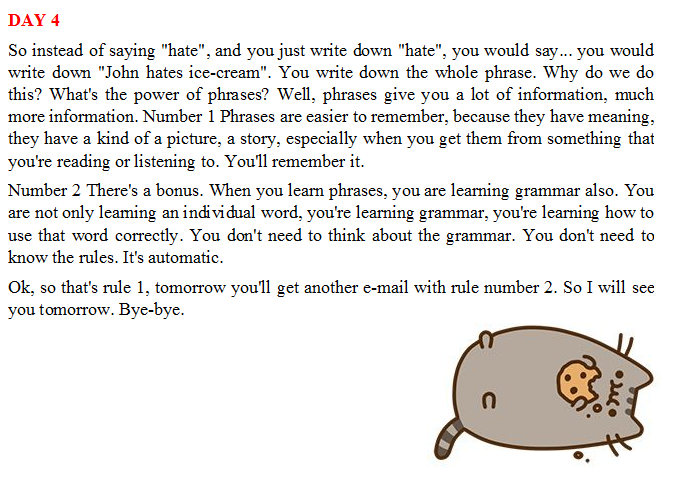 DAY 4
So instead of saying "hate", and you just write down "hate", you would say... you would
write down "John hates ice-cream". You write down the whole phrase. Why do we do
this? What's the power of phrases? Well, phrases give you a lot of information, much
more information. Number 1 Phrases are easier to remember, because they have meaning,
they have a kind of a picture, a story, especially when you get them from something that
you're reading or listening to. You'll remember it.
Number 2 There's a bonus. When you learn phrases, you are learning grammar also. You
are not only learning an individual word, you're learning grammar, you're learning how to
use that word correctly. You don't need to think about the grammar. You don't need to
know the rules. It's automatic.
Ok, so that's rule 1, tomorrow you'll get another e-mail with rule number 2. So I will see
you tomorrow. Bye-bye.